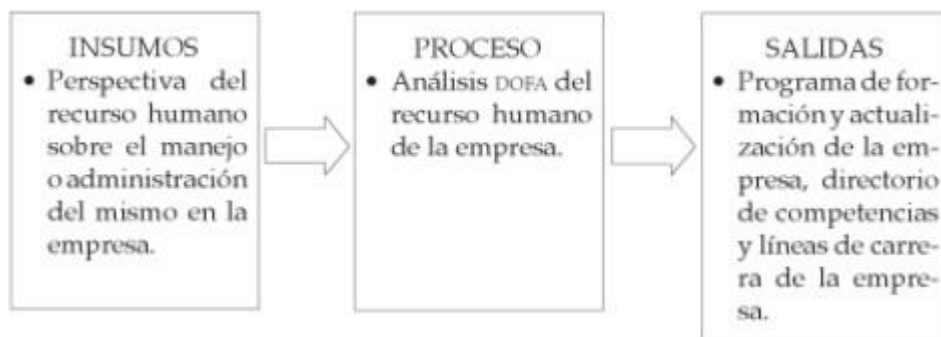 INSUMOS
• Perspectiva del
recurso humano
sobre el manejo
o administración
del mismo en la
empresa.
PROCESO
• Análisis DOFA del
recurso humano
de la empresa.
SALIDAS
• Programa de for-
mación y actuali-
zación de la em-
presa, directorio
de competencias
y líneas de carre-
ra de la empre-
sa.